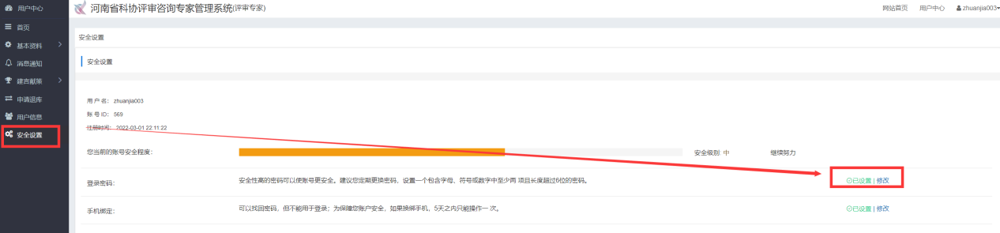 用户中心
河南省科协评审咨询专家管理系统(评审专家)
网站首页 用户中心 zhuanjia003
首页
基本资料
消息通知
建言献策
申请退库
用户信息
安全设置
安全设置
安全设置
用 户 名： zhuanjia003
账 号 ID： 569
注册时间： 2022-03-01 22:11:22
您当前的账号安全程度： 安全级别: 中 继续努力
登录密码： 安全性高的密码可以使账号更安全。建议您定期更换密码，设置一个包含字母、符号或数字中至少两 项且长度超过6位的密码。 已设置 | 修改
手机绑定： 可以找回密码，但不能用于登录；为保障您账户安全，如果换绑手机，5天之内只能操作一 次。 已设置 | 修改